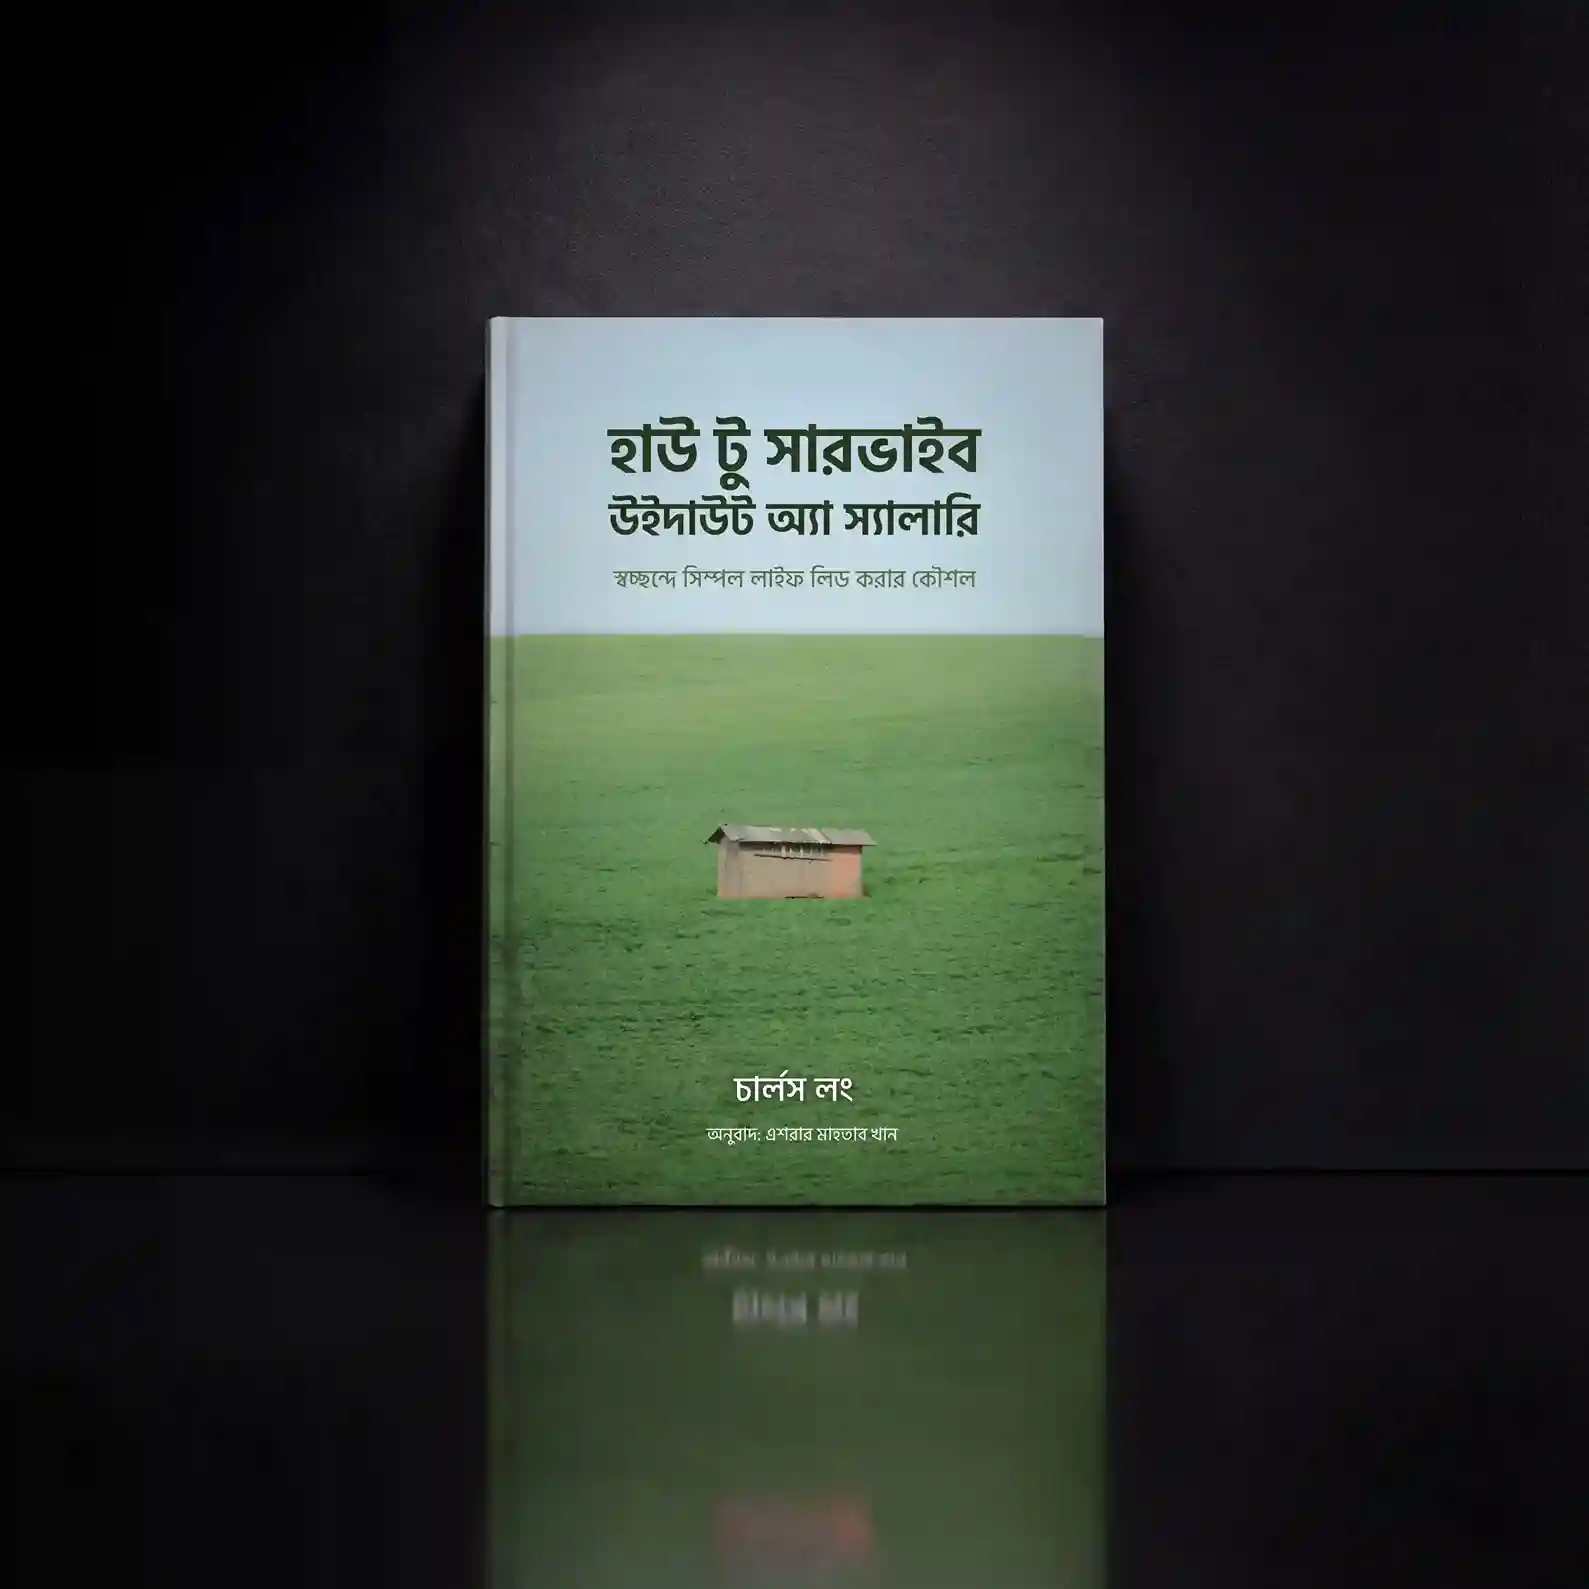 হাউ টু সারভাইব
উইদাউট অ্যা স্যালারি
স্বচ্ছন্দে সিম্পল লাইফ লিড করার কৌশল
চার্লস লং
অনুবাদ: এশরার মাহতাব খান